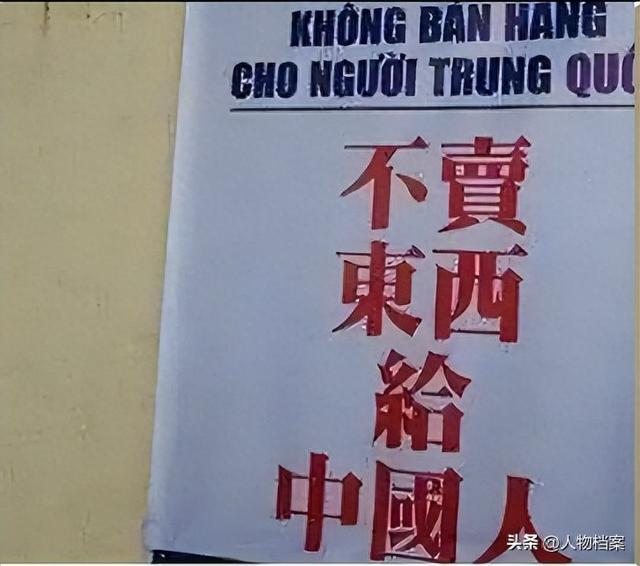 KHÔNG BÁN HÀNG
CHO NGƯỜI TRUNG QUỐ
不賣
東西
給
中國人
头条 @人物档案